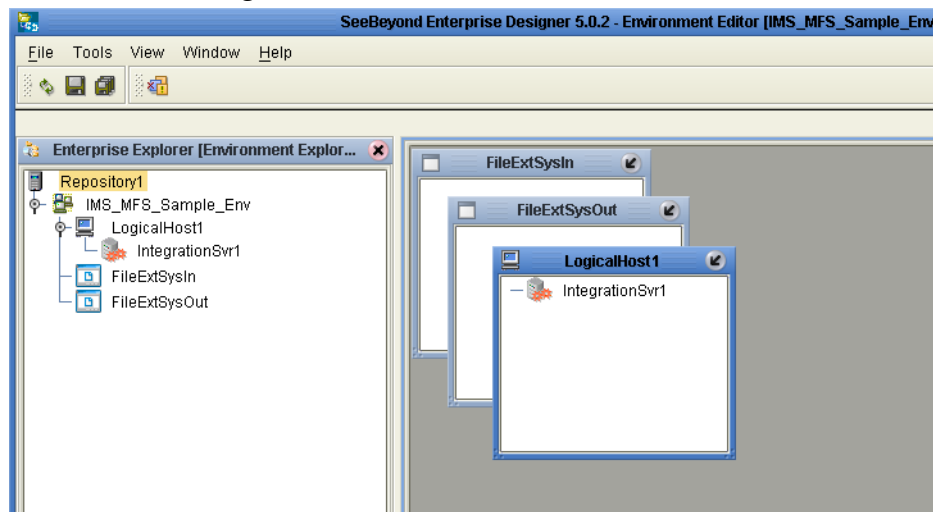 SeeBeyond Enterprise Designer 5.0.2 - Environment Editor [IMS_MFS_Sample_Env
File Tools View Window Help
Enterprise Explorer [Environment Explor...
Repository1
IMS_MFS_Sample_Env
LogicalHost1
IntegrationSvr1
FileExtSysIn
FileExtSysOut
FileExtSysIn
FileExtSysOut
LogicalHost1
IntegrationSvr1